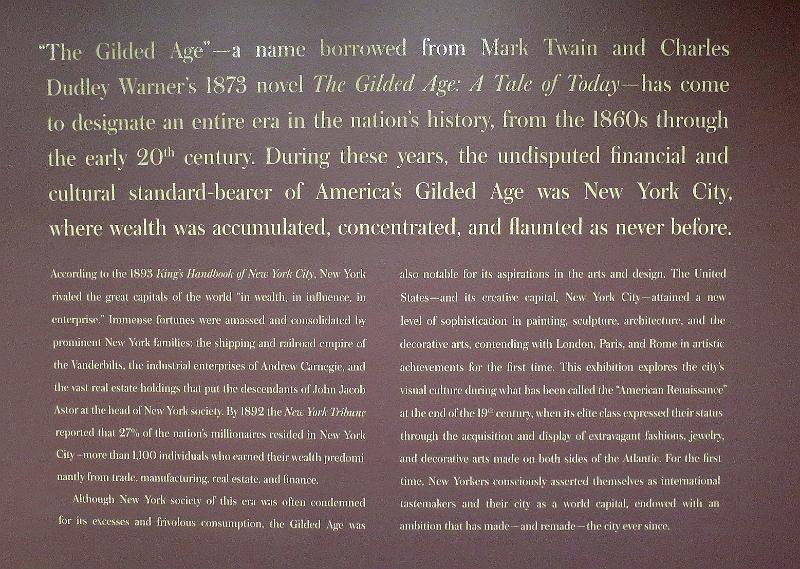 “The Gilded Age”—a name borrowed from Mark Twain and Charles
Dudley Warner’s 1873 novel The Gilded Age: A Tale of Today—has come
to designate an entire era in the nation’s history, from the 1860s through
the early 20th century. During these years, the undisputed financial and
cultural standard-bearer of America’s Gilded Age was New York City,
where wealth was accumulated, concentrated, and flaunted as never before.
According to the 1893 King’s Handbook of New York City, New York
rivaled the great capitals of the world “in wealth, in influence, in
enterprise.” Immense fortunes were amassed and consolidated by
prominent New York families: the shipping and railroad empire of
the Vanderbilts, the industrial enterprises of Andrew Carnegie, and
the vast real estate holdings that put the descendants of John Jacob
Astor at the head of New York society. By 1892 the New York Tribune
reported that 27% of the nation’s millionaires resided in New York
City–more than 1,100 individuals who earned their wealth predomi
nantly from trade, manufacturing, real estate, and finance.
Although New York society of this era was often condemned
for its excesses and frivolous consumption, the Gilded Age was
also notable for its aspirations in the arts and design. The United
States—and its creative capital, New York City—attained a new
level of sophistication in painting, sculpture, architecture, and the
decorative arts, contending with London, Paris, and Rome in artistic
achievements for the first time. This exhibition explores the city’s
visual culture during what has been called the “American Renaissance”
at the end of the 19th century, when its elite class expressed their status
through the acquisition and display of extravagant fashions, jewelry,
and decorative arts made on both sides of the Atlantic. For the first
time, New Yorkers consciously asserted themselves as international
tastemakers and their city as a world capital, endowed with an
ambition that has made—and remade—the city ever since.